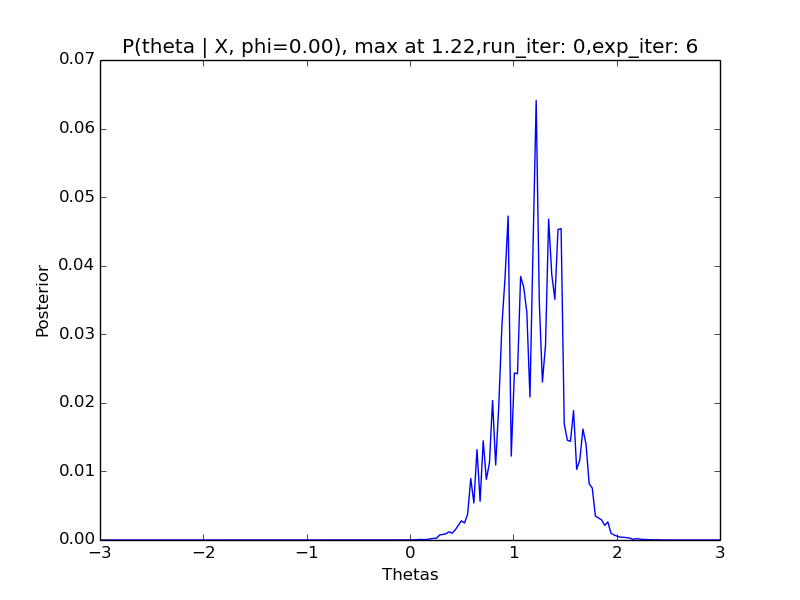 P(theta | X, phi=0.00), max at 1.22,run_iter: 0,exp_iter: 6
0.07
0.06
0.05
0.04
0.03
0.02
0.01
0.00
Posterior
−3 −2 −1 0 1 2 3
Thetas